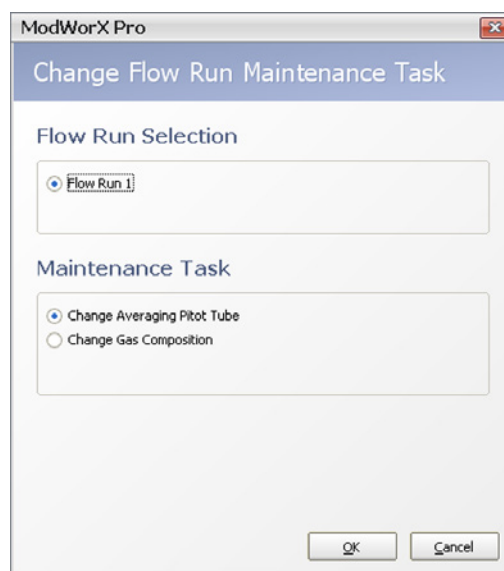 ModWorX Pro
Change Flow Run Maintenance Task
Flow Run Selection
Flow Run 1
Maintenance Task
Change Averaging Pitot Tube
Change Gas Composition
OK
Cancel